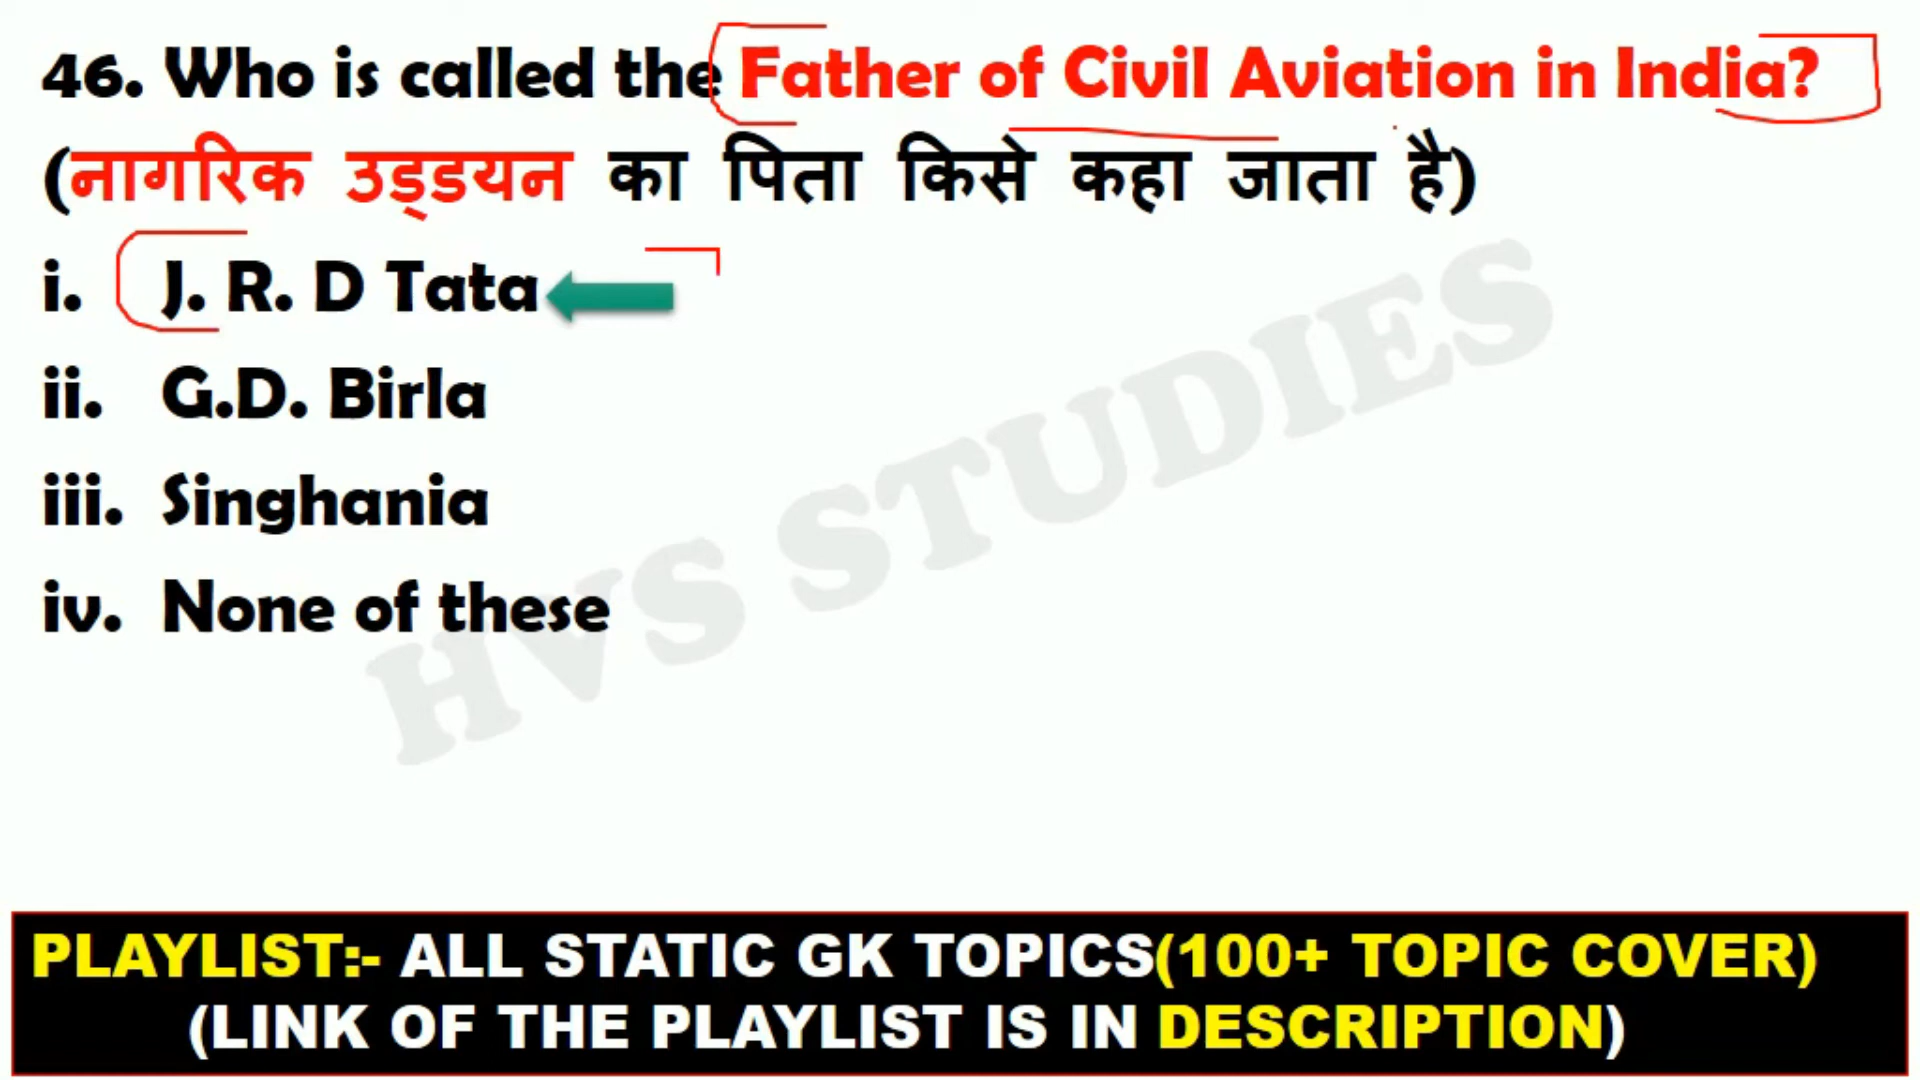 46. Who is called the Father of Civil Aviation in India?
(नागरिक उड्डयन का पिता किसे कहा जाता है)
i. J. R. D Tata
ii. G.D. Birla
iii. Singhania
iv. None of these
HVS STUDIES
PLAYLIST:- ALL STATIC GK TOPICS(100+ TOPIC COVER)
(LINK OF THE PLAYLIST IS IN DESCRIPTION)